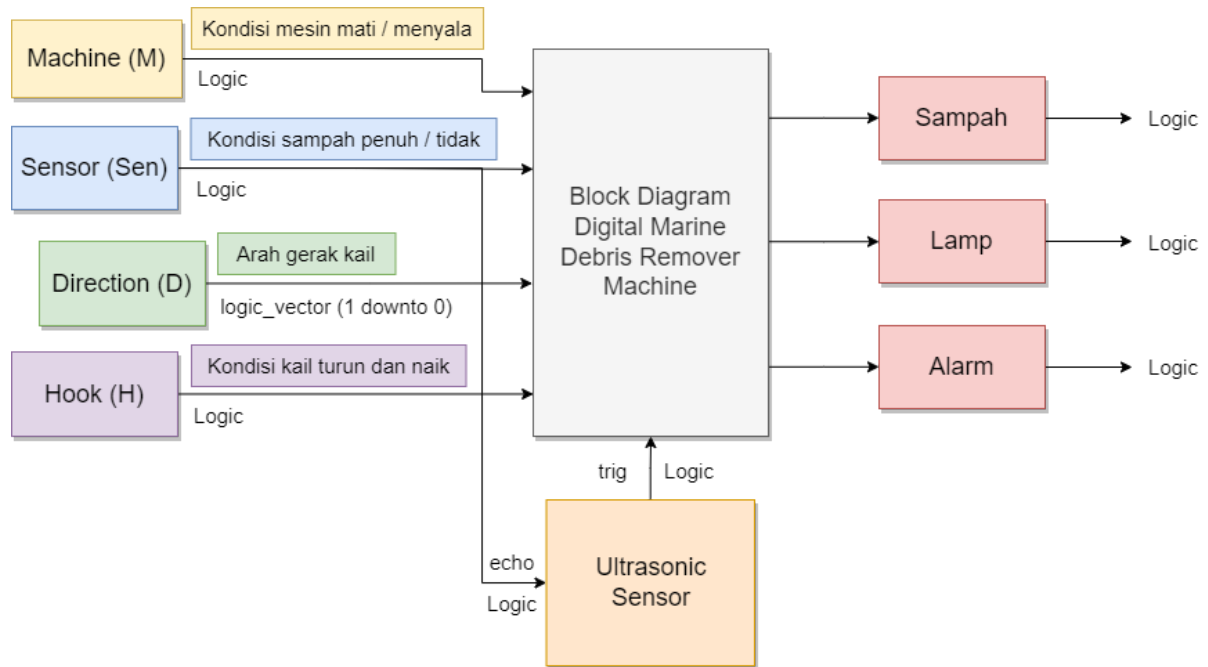 Machine (M)
Kondisi mesin mati / menyala
Logic
Sensor (Sen)
Kondisi sampah penuh / tidak
Logic
Direction (D)
Arah gerak kail
logic_vector (1 downto 0)
Hook (H)
Kondisi kail turun dan naik
Logic
Block Diagram
Digital Marine
Debris Remover
Machine
Sampah
Logic
Lamp
Logic
Alarm
Logic
trig
Logic
echo
Logic
Ultrasonic
Sensor